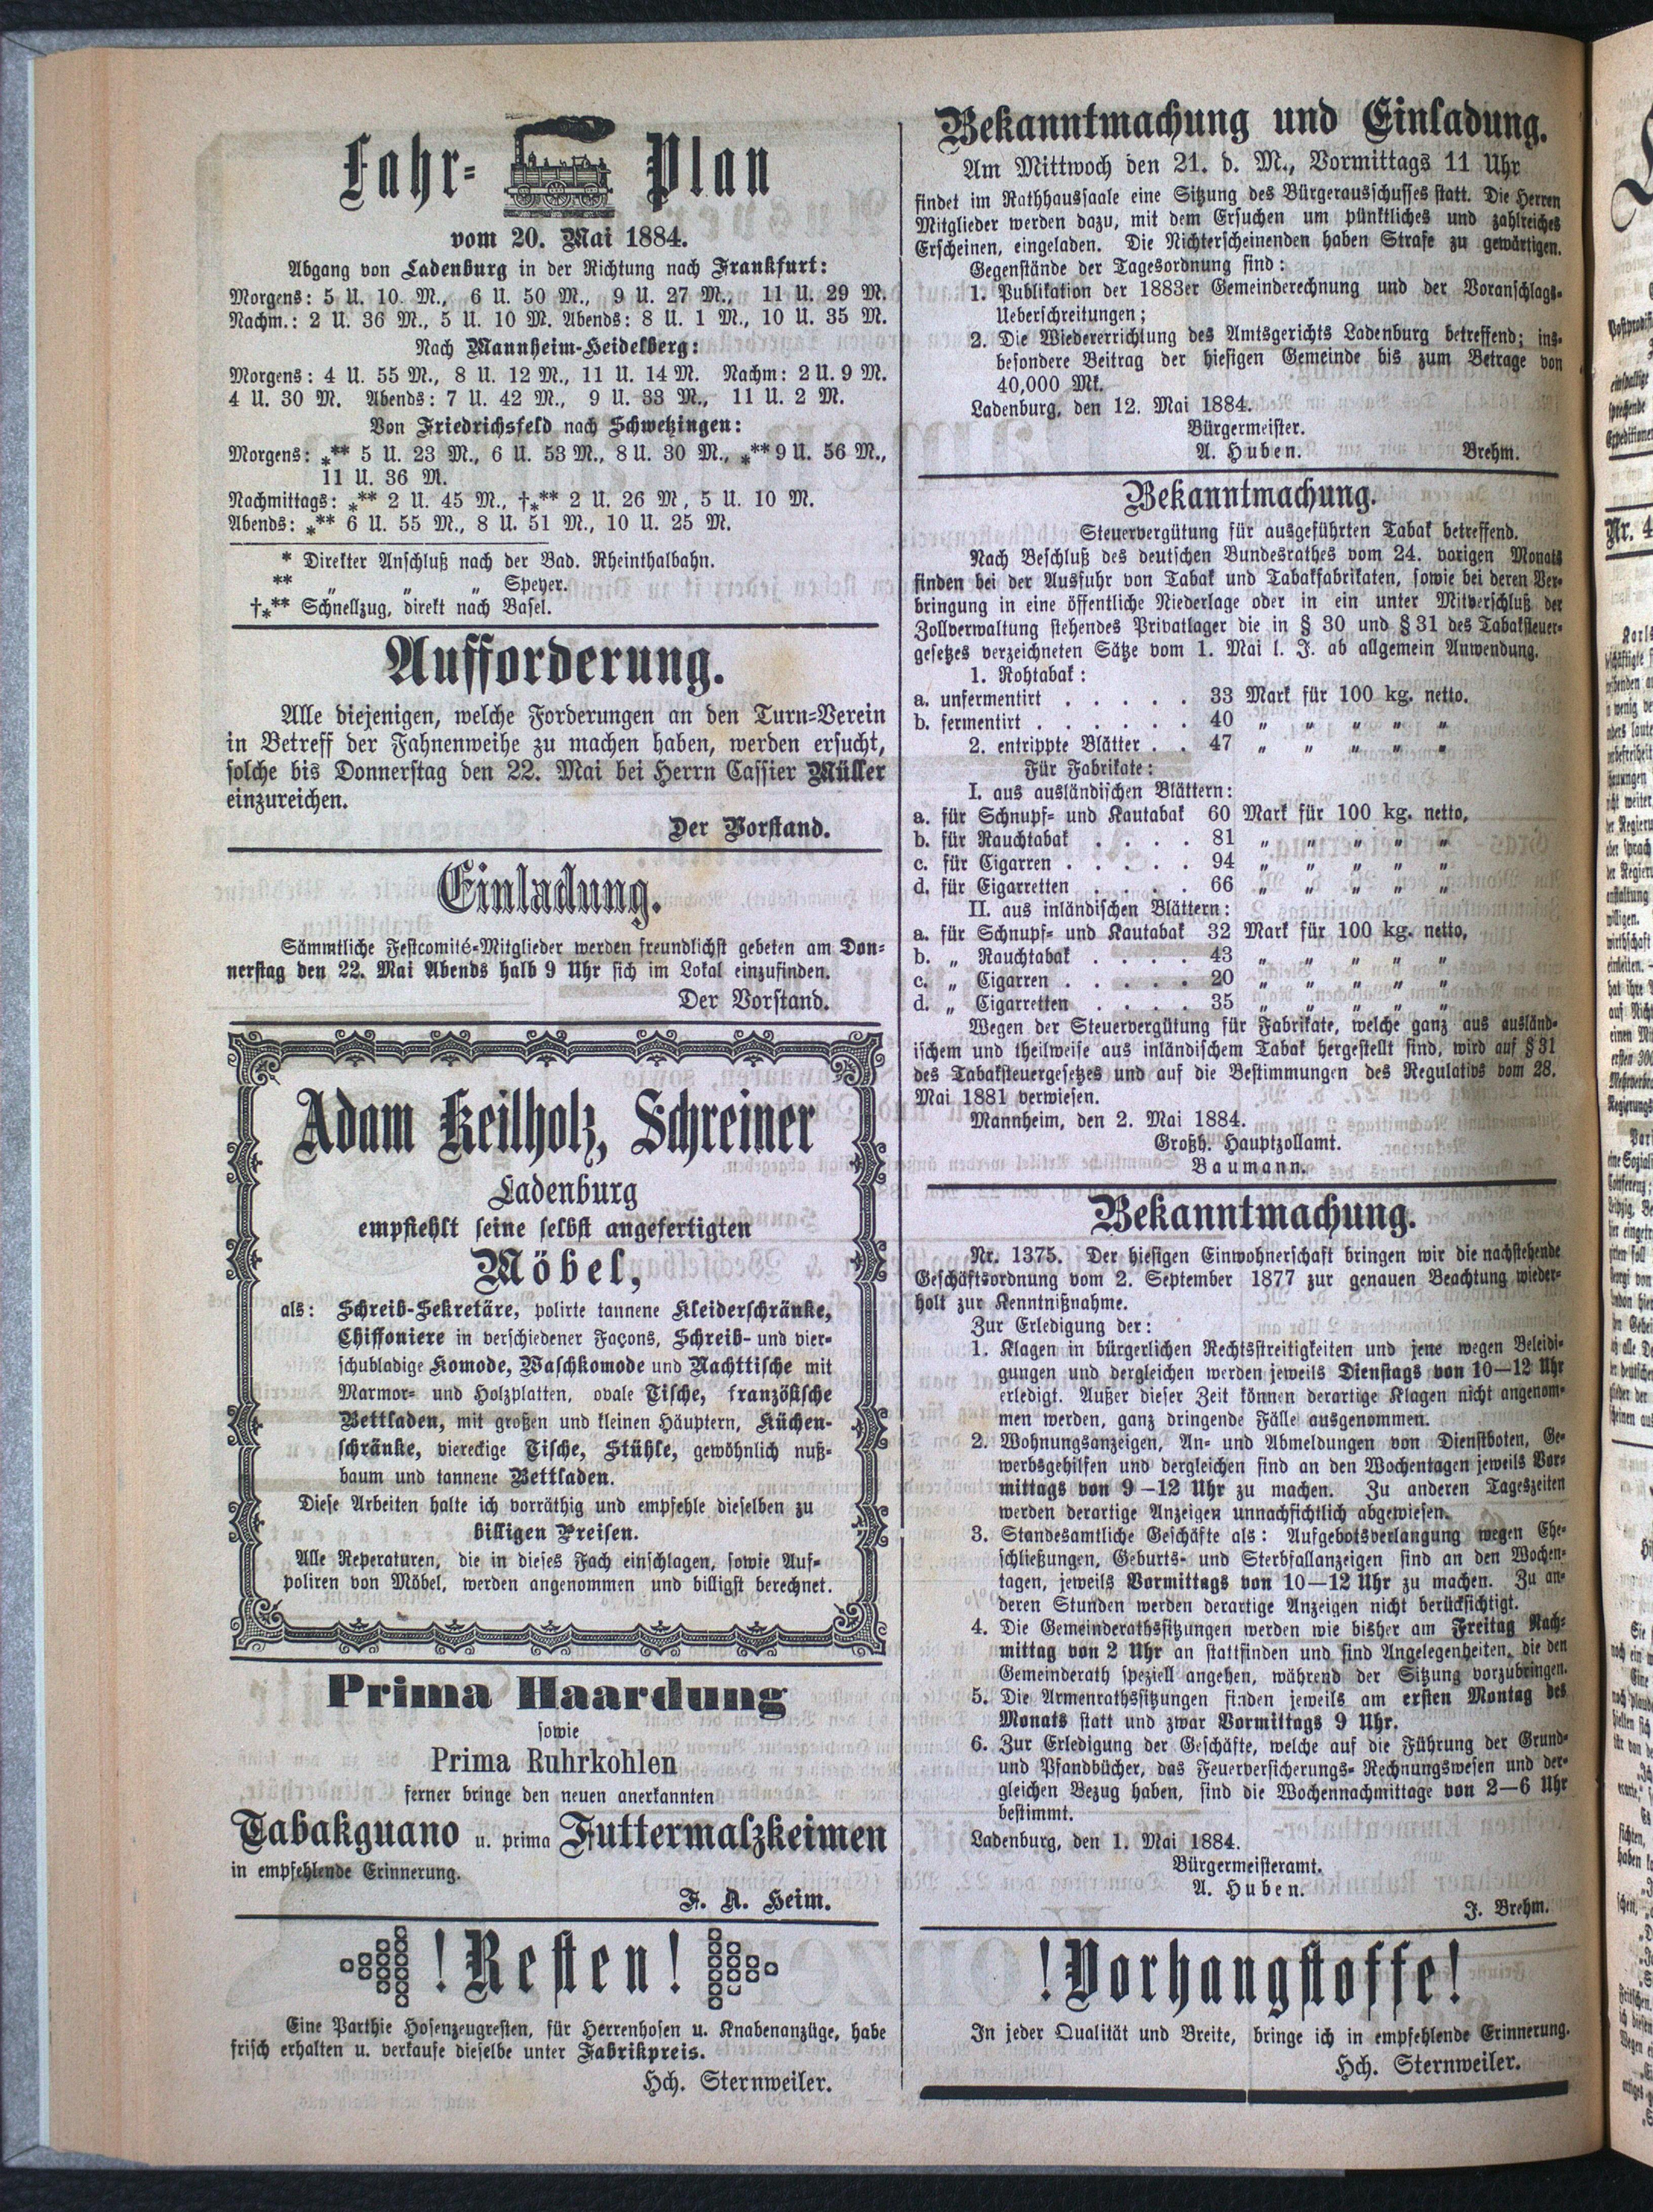 Fahr- Plan
vom 20. Mai 1884.
Abgang von Ladenburg in der Richtung nach Frankfurt:
Morgens: 5 U. 10. M., 6 U. 50 M., 9 U. 27 M., 11 U. 29 M.
Nachm.: 2 U. 36 M., 5 U. 10 M. Abends: 8 U. 1 M., 10 U. 35 M.
Nach Mannheim-Heidelberg:
Morgens: 4 U. 55 M., 8 U. 12 M., 11 U. 14 M. Nachm: 2 U. 9 M.
4 U. 30 M. Abends: 7 U. 42 M., 9 U. 33 M., 11 U. 2 M.
Von Friedrichsfeld nach Schwetzingen:
Morgens: *** 5 U. 23 M., 6 U. 53 M., 8 U. 30 M., *** 9 U. 56 M.,
11 U. 36 M.
Nachmittags: *** 2 U. 45 M., †*** 2 U. 26 M, 5 U. 10 M.
Abends: *** 6 U. 55 M., 8 U. 51 M., 10 U. 25 M.
* Direkter Anschluß nach der Bad. Rheinthalbahn.
** „ „ „ Speyer.
†*** Schnellzug, direkt nach Basel.
Aufforderung.
Alle diejenigen, welche Forderungen an den Turn-Verein
in Betreff der Fahnenweihe zu machen haben, werden ersucht,
solche bis Donnerstag den 22. Mai bei Herrn Cassier Müller
einzureichen.
Der Vorstand.
Einladung.
Sämmtliche Festcomité-Mitglieder werden freundlichst gebeten am Don-
nerstag den 22. Mai Abends halb 9 Uhr sich im Lokal einzufinden.
Der Vorstand.
Adam Keilholz, Schreiner
Ladenburg
empfiehlt seine selbst angefertigten
Möbel,
als: Schreib-Sekretäre, polirte tannene Kleiderschränke,
Chiffoniere in verschiedener Façons, Schreib- und vier-
schubladige Komode, Waschkomode und Nachttische mit
Marmor- und Holzplatten, ovale Tische, französische
Bettladen, mit großen und kleinen Häuptern, Küchen-
schränke, viereckige Tische, Stühle, gewöhnlich nuß-
baum und tannene Bettladen.
Diese Arbeiten halte ich vorräthig und empfehle dieselben zu
billigen Preisen.
Alle Reperaturen, die in dieses Fach einschlagen, sowie Auf-
poliren von Möbel, werden angenommen und billigst berechnet.
Prima Haardung
sowie
Prima Ruhrkohlen
ferner bringe den neuen anerkannten
Tabakguano u. prima Futtermalzkeimen
in empfehlende Erinnerung.
F. A. Heim.
! Resten !
Eine Parthie Hosenzeugresten, für Herrenhosen u. Knabenanzüge, habe
frisch erhalten u. verkaufe dieselbe unter Fabrikpreis.
Hch. Sternweiler.
Bekanntmachung und Einladung.
Am Mittwoch den 21. d. M., Vormittags 11 Uhr
findet im Rathhaussaale eine Sitzung des Bürgerausschusses statt. Die Herren
Mitglieder werden dazu, mit dem Ersuchen um pünktliches und zahlreiches
Erscheinen, eingeladen. Die Nichterscheinenden haben Strafe zu gewärtigen.
Gegenstände der Tagesordnung sind:
1. Publikation der 1883er Gemeinderechnung und der Voranschlags-
Ueberschreitungen;
2. Die Wiedererrichtung des Amtsgerichts Ladenburg betreffend; ins-
besondere Beitrag der hiesigen Gemeinde bis zum Betrage von
40,000 Mk.
Ladenburg, den 12. Mai 1884.
Bürgermeister.
A. Huben. Brehm.
Bekanntmachung.
Steuervergütung für ausgeführten Tabak betreffend.
Nach Beschluß des deutschen Bundesrathes vom 24. vorigen Monats
finden bei der Ausfuhr von Tabak und Tabakfabrikaten, sowie bei deren Ver-
bringung in eine öffentliche Niederlage oder in ein unter Mitverschluß der
Zollverwaltung stehendes Privatlager die in § 30 und § 31 des Tabaksteuer-
gesetzes verzeichneten Sätze vom 1. Mai l. J. ab allgemein Anwendung.
1. Rohtabak:
a. unfermentirt . . . . . 33 Mark für 100 kg. netto.
b. fermentirt . . . . . . 40 „ „ „ „ „
2. entrippte Blätter . . 47 „ „ „ „ „
Für Fabrikate:
I. aus ausländischen Blättern:
a. für Schnupf- und Kautabak 60 Mark für 100 kg. netto,
b. für Rauchtabak . . . . 81 „ „ „ „ „
c. für Cigarren . . . . . 94 „ „ „ „ „
d. für Cigarretten . . . . 66 „ „ „ „ „
II. aus inländischen Blättern:
a. für Schnupf- und Kautabak 32 Mark für 100 kg. netto,
b. „ Rauchtabak . . . . 43 „ „ „ „ „
c. „ Cigarren . . . . . 20 „ „ „ „ „
d. „ Cigarretten . . . . 35 „ „ „ „ „
Wegen der Steuervergütung für Fabrikate, welche ganz aus ausländ-
ischem und theilweise aus inländischem Tabak hergestellt sind, wird auf § 31
des Tabaksteuergesetzes und auf die Bestimmungen des Regulativs vom 28.
Mai 1881 verwiesen.
Mannheim, den 2. Mai 1884.
Großh. Hauptzollamt.
Baumann.
Bekanntmachung.
Nr. 1375. Der hiesigen Einwohnerschaft bringen wir die nachstehende
Geschäftsordnung vom 2. September 1877 zur genauen Beachtung wieder-
holt zur Kenntnißnahme.
Zur Erledigung der:
1. Klagen in bürgerlichen Rechtsstreitigkeiten und jene wegen Beleidi-
gungen und dergleichen werden jeweils Dienstags von 10—12 Uhr
erledigt. Außer dieser Zeit können derartige Klagen nicht angenom-
men werden, ganz dringende Fälle ausgenommen.
2. Wohnungsanzeigen, An- und Abmeldungen von Dienstboten, Ge-
werbsgehilfen und dergleichen sind an den Wochentagen jeweils Vor-
mittags von 9—12 Uhr zu machen. Zu anderen Tageszeiten
werden derartige Anzeigen unnachsichtlich abgewiesen.
3. Standesamtliche Geschäfte als: Aufgebotsverlangung wegen Ehe-
schließungen, Geburts- und Sterbfallanzeigen sind an den Wochen-
tagen, jeweils Vormittags von 10—12 Uhr zu machen. Zu an-
deren Stunden werden derartige Anzeigen nicht berücksichtigt.
4. Die Gemeinderathssitzungen werden wie bisher am Freitag Nach-
mittag von 2 Uhr an stattfinden und sind Angelegenheiten, die den
Gemeinderath speziell angehen, während der Sitzung vorzubringen.
5. Die Armenrathssitzungen finden jeweils am ersten Montag des
Monats statt und zwar Vormittags 9 Uhr.
6. Zur Erledigung der Geschäfte, welche auf die Führung der Grund-
und Pfandbücher, das Feuerversicherungs- Rechnungswesen und der-
gleichen Bezug haben, sind die Wochennachmittage von 2—6 Uhr
bestimmt.
Ladenburg, den 1. Mai 1884.
Bürgermeisteramt.
A. Huben.
J. Brehm.
! Vorhangstoffe!
In jeder Qualität und Breite, bringe ich in empfehlende Erinnerung.
Hch. Sternweiler.